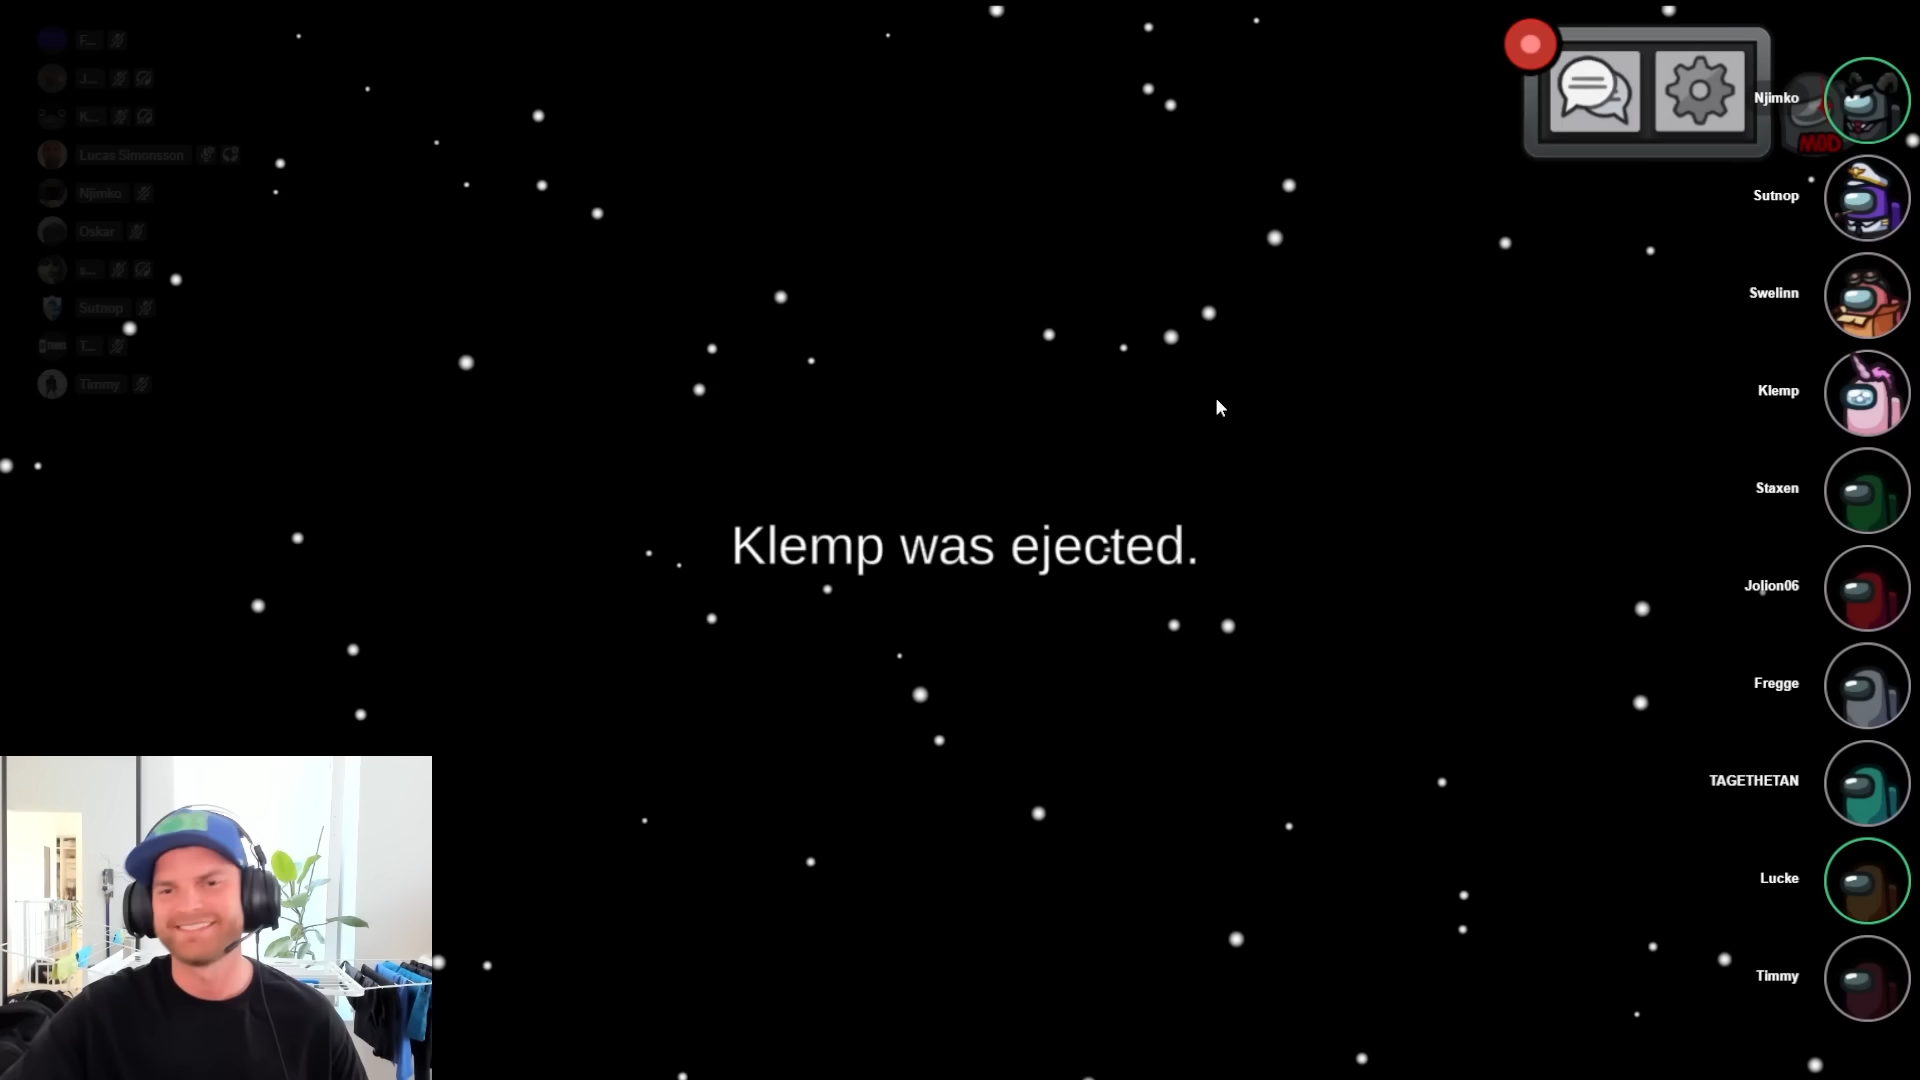 F...
J...
K...
Lucas Simonsson
Njimko
Oskar
s...
Sutnop
T...
Timmy
Klemp was ejected.
MOD
Njimko
Sutnop
Swelinn
Klemp
Staxen
Jolion06
Fregge
TAGETHETAN
Lucke
Timmy